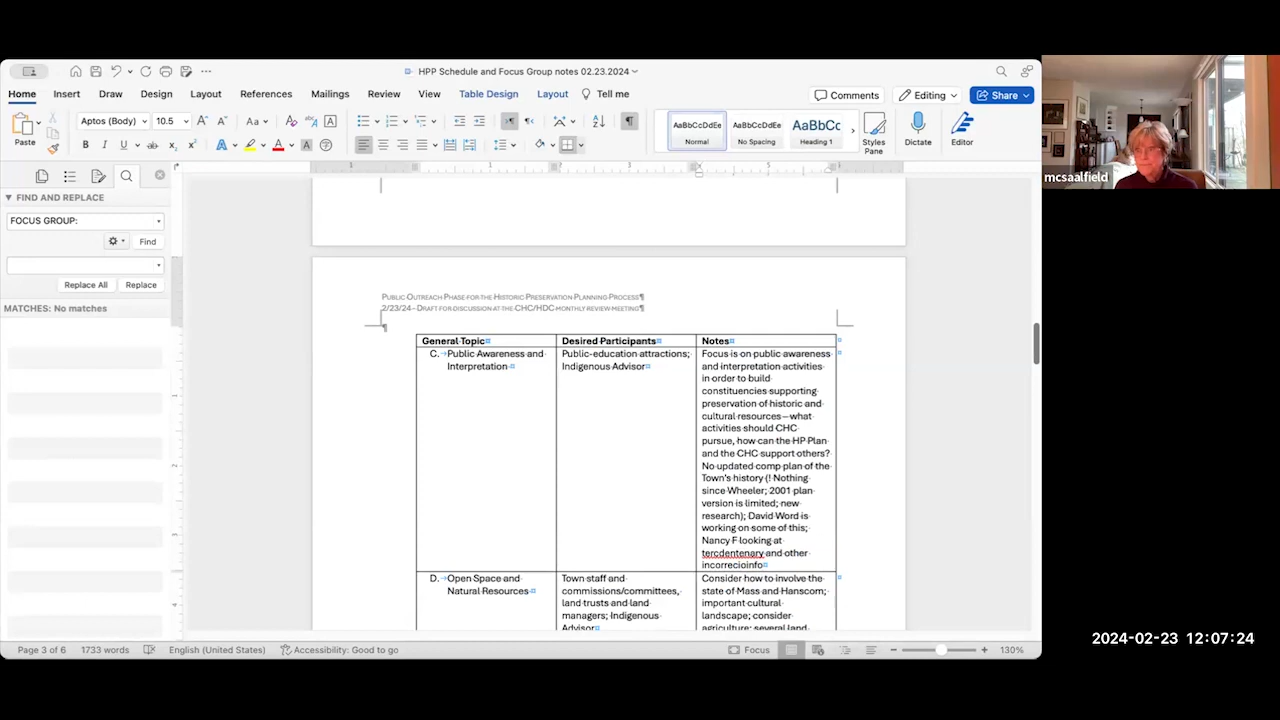 HPP Schedule and Focus Group notes 02.23.2024
Home Insert Draw Design Layout References Mailings Review View Table Design Layout Tell me
Comments Editing Share
Paste
Aptos (Body) 10.5
AaBbCcDdEe AaBbCcDdEe AaBbCc
Normal No Spacing Heading 1
Styles Pane
Dictate
Editor
mcsaalfield
FIND AND REPLACE
FOCUS GROUP:
Find
Replace All Replace
MATCHES: No matches
Public Outreach Phase for the Historic Preservation Planning Process
2/23/24–Draft for discussion at the CHC/HDC monthly review meeting
General Topic Desired Participants Notes
C. Public Awareness and
Interpretation
Public education attractions;
Indigenous Advisor
Focus is on public awareness
and interpretation activities
in order to build
constituencies supporting
preservation of historic and
cultural resources – what
activities should CHC
pursue, how can the HP Plan
and the CHC support others?
No updated comp plan of the
Town's history (! Nothing
since Wheeler; 2001 plan
version is limited; new
research); David Word is
working on some of this;
Nancy F looking at
tercdentenary and other
incorrecioinfo
D. Open Space and
Natural Resources
Town staff and
commissions/committees,
land trusts and land
managers; Indigenous
Advisor
Consider how to involve the
state of Mass and Hanscom;
important cultural
landscape; consider
agriculture; several land
Page 3 of 6 1733 words English (United States) Accessibility: Good to go Focus 130%
2024-02-23 12:07:24